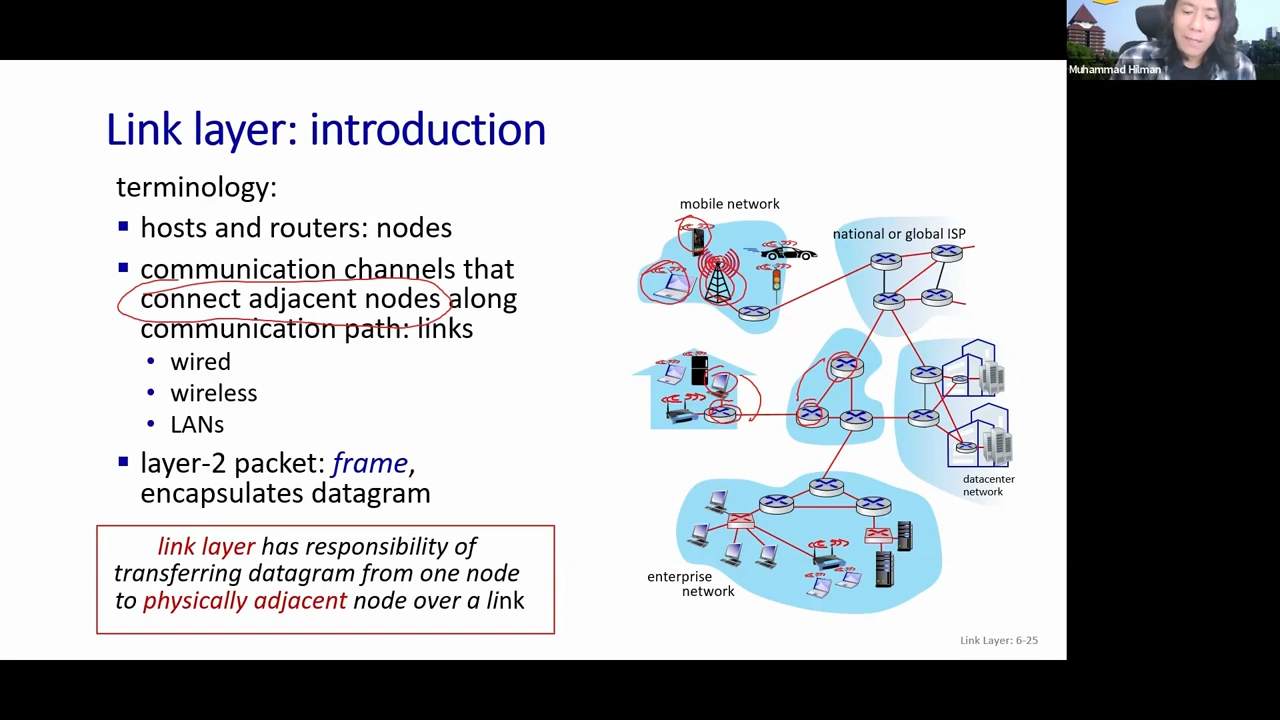 Muhammad Hilman
Link layer: introduction
terminology:
hosts and routers: nodes
communication channels that
connect adjacent nodes along
communication path: links
wired
wireless
LANs
layer-2 packet: frame,
encapsulates datagram
link layer has responsibility of
transferring datagram from one node
to physically adjacent node over a link
mobile network
national or global ISP
datacenter
network
enterprise
network
Link Layer: 6-25